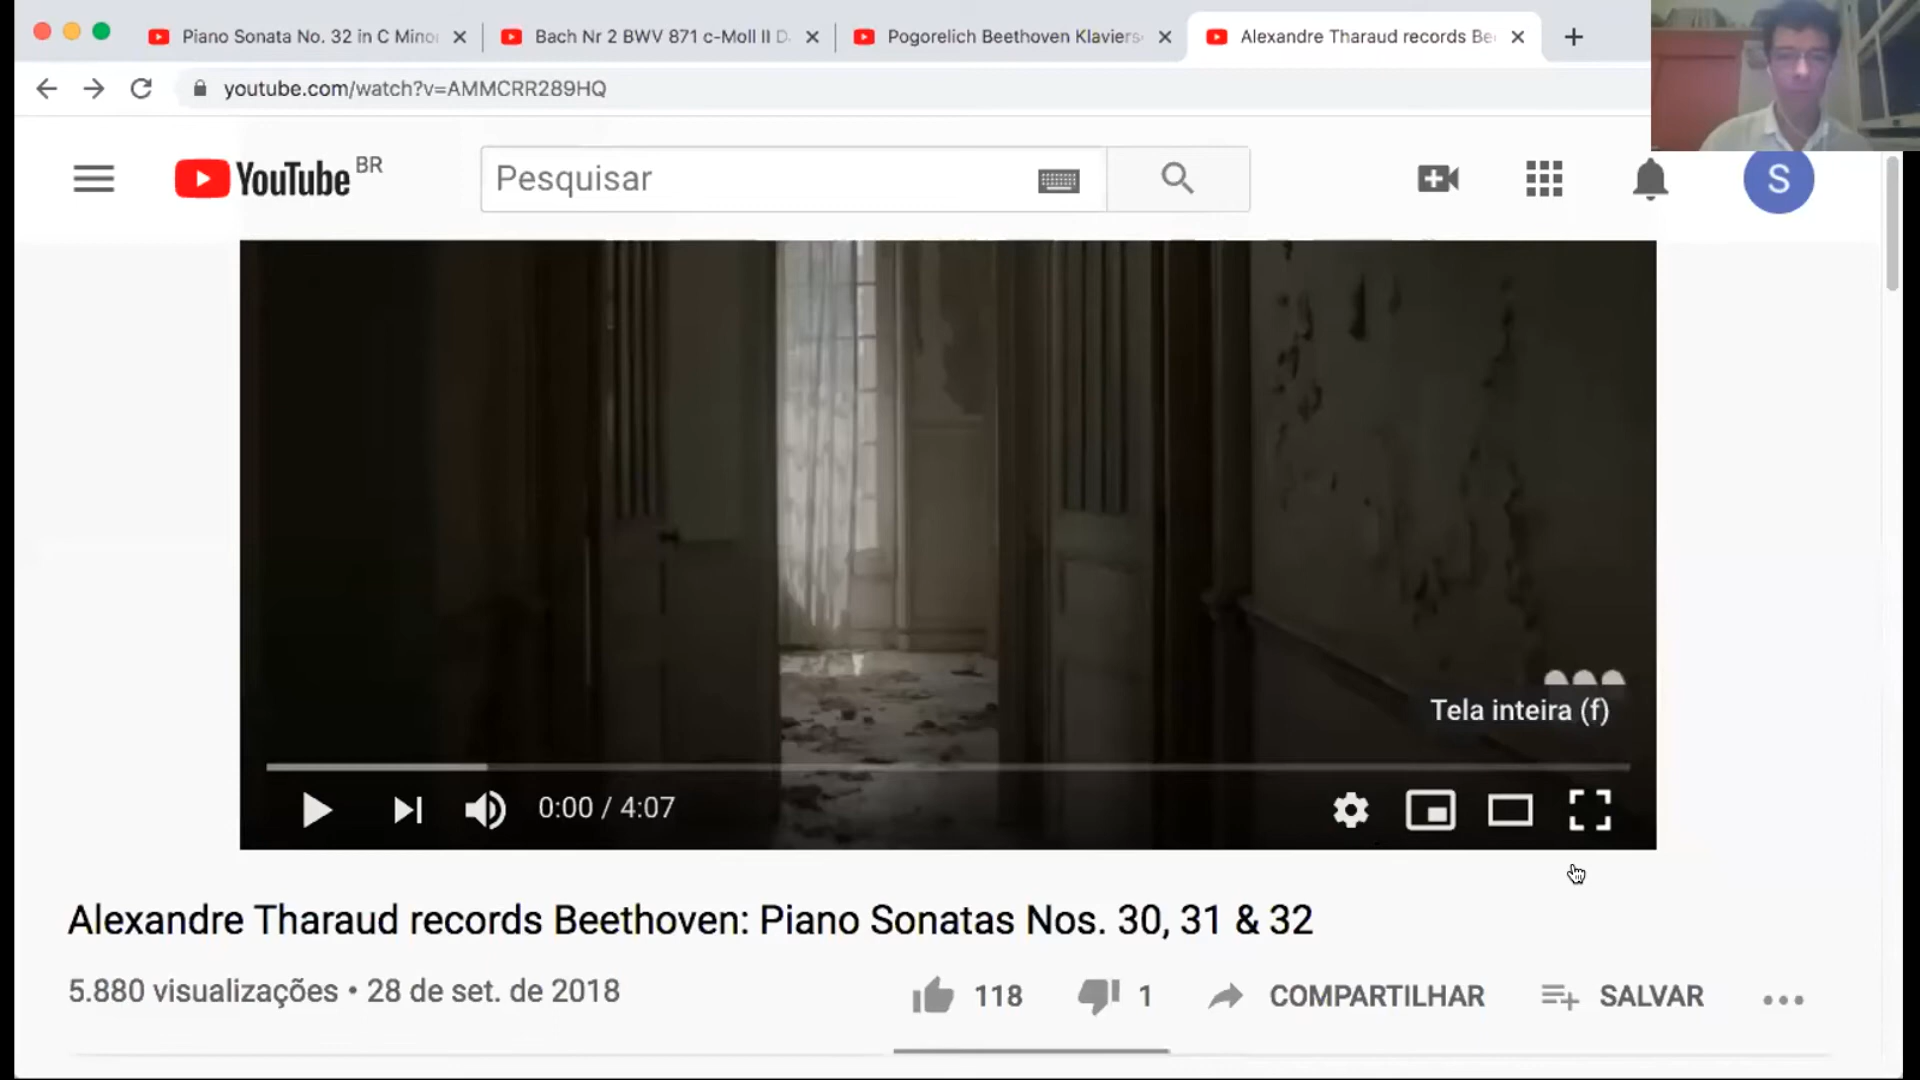 Piano Sonata No. 32 in C Minor
Bach Nr 2 BWV 871 c-Moll II D
Pogorelich Beethoven Klaviers
Alexandre Tharaud records Be
youtube.com/watch?v=AMMCRR289HQ
YouTube BR
Pesquisar
S
Tela inteira (f)
0:00 / 4:07
Alexandre Tharaud records Beethoven: Piano Sonatas Nos. 30, 31 & 32
5.880 visualizações • 28 de set. de 2018
118
1
COMPARTILHAR
SALVAR